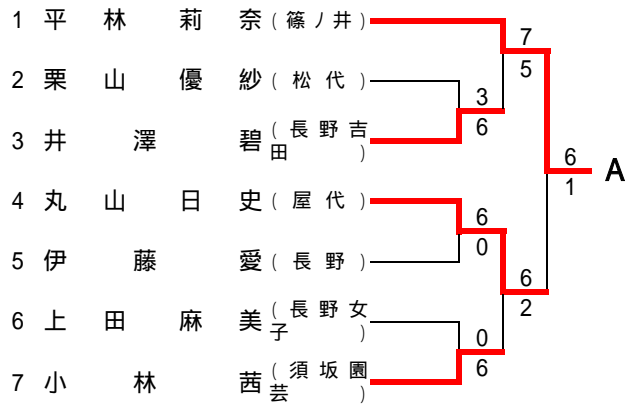 1 平林莉奈 (篠ノ井)
7
5
2 栗山優紗 (松代)
3
6
3 井澤碧 (長野吉田)
6
1
A
4 丸山日史 (屋代)
6
0
5 伊藤愛 (長野)
6
2
6 上田麻美 (長野女子)
0
6
7 小林茜 (須坂園芸)